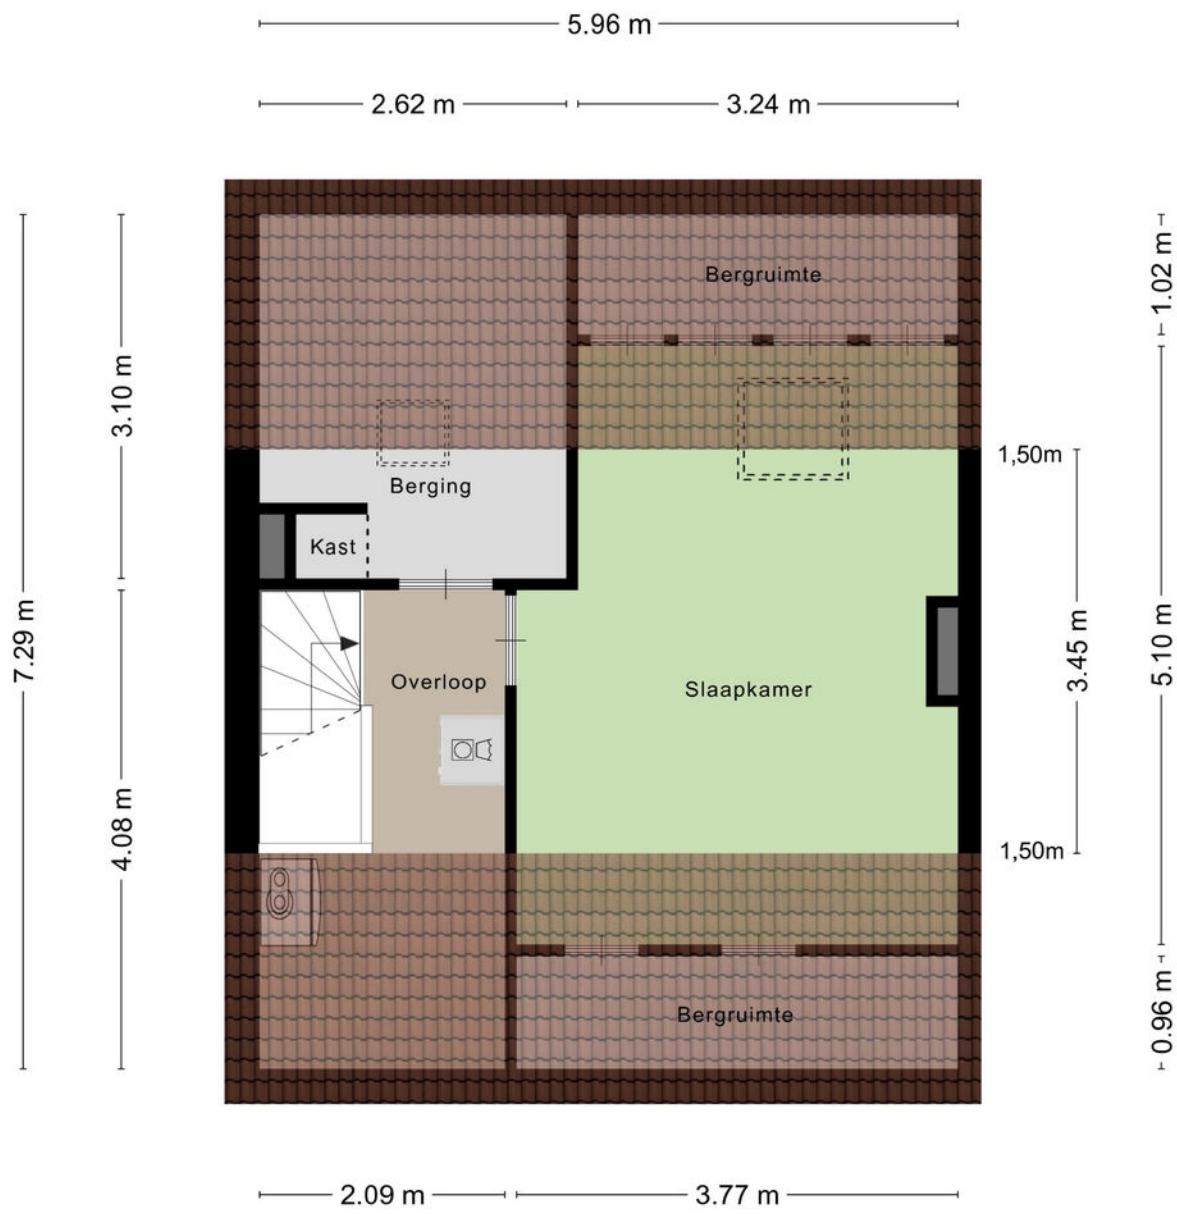 5.96 m
2.62 m
3.24 m
Bergruimte
1.02 m
3.10 m
1,50m
Berging
Kast
7.29 m
Overloop
Slaapkamer
3.45 m
5.10 m
4.08 m
1,50m
Bergruimte
0.96 m
2.09 m
3.77 m